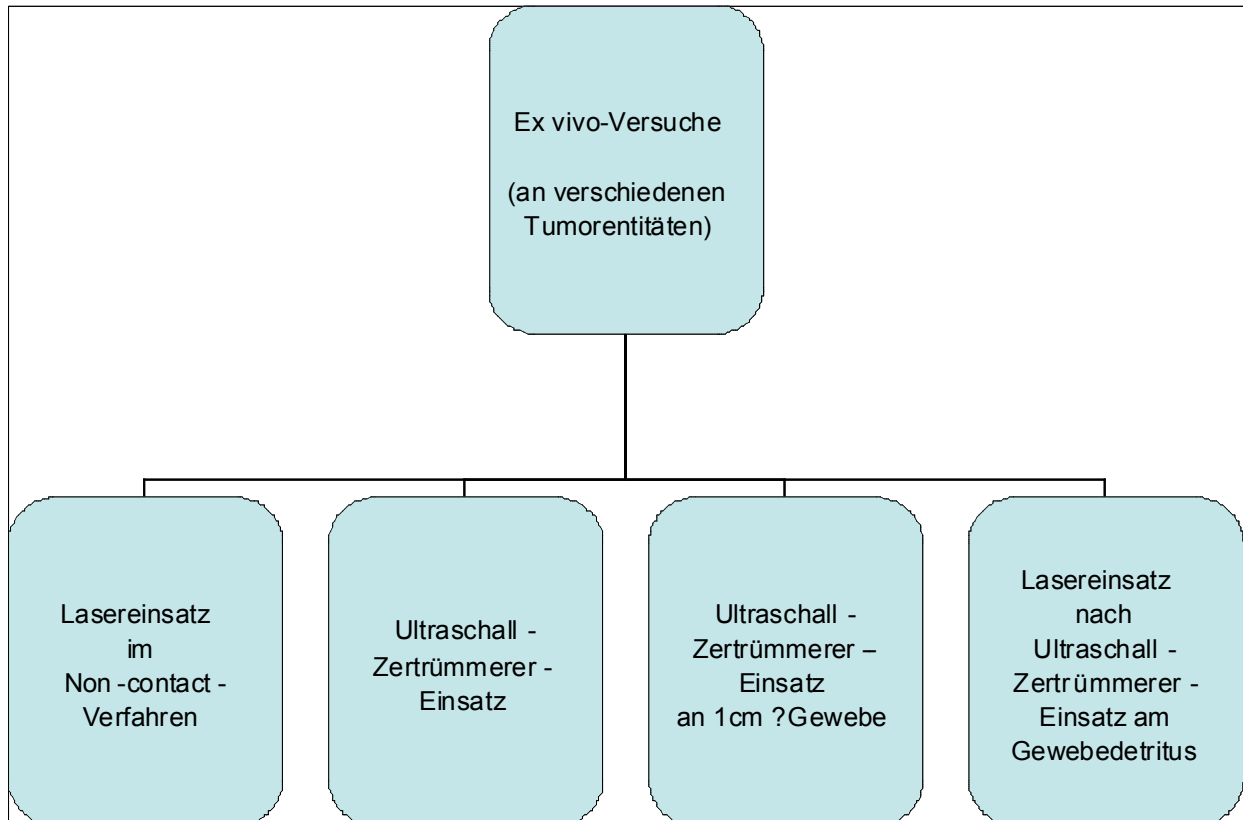 Ex vivo-Versuche
(an verschiedenen
Tumorentitäten)
Lasereinsatz
im
Non -contact -
Verfahren
Ultraschall -
Zertrümmerer -
Einsatz
Ultraschall -
Zertrümmerer –
Einsatz
an 1cm ?Gewebe
Lasereinsatz
nach
Ultraschall -
Zertrümmerer -
Einsatz am
Gewebedetritus